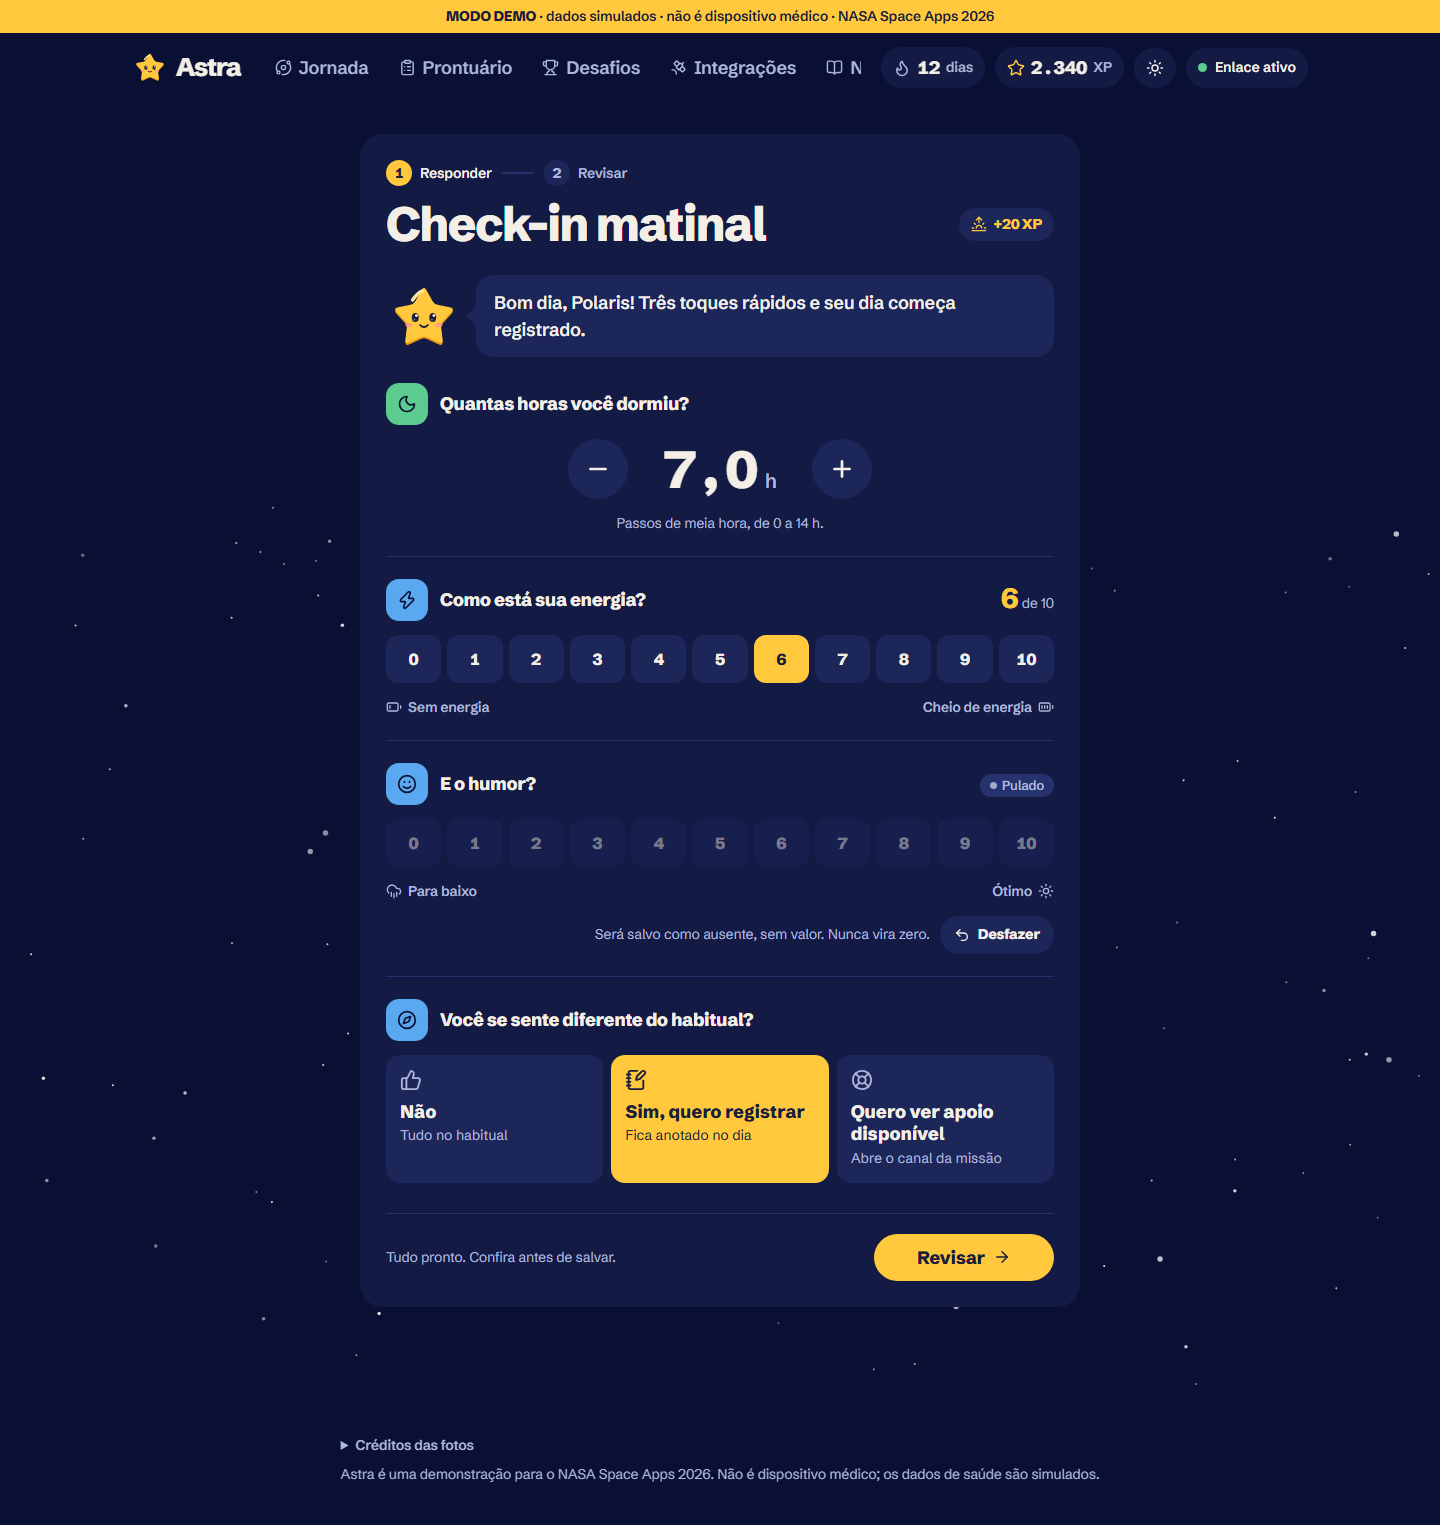 MODO DEMO · dados simulados · não é dispositivo médico · NASA Space Apps 2026
Astra
Jornada
Prontuário
Desafios
Integrações
N
12 dias
2.340 XP
Enlace ativo
1 Responder
2 Revisar
Check-in matinal
+20 XP
Bom dia, Polaris! Três toques rápidos e seu dia começa
registrado.
Quantas horas você dormiu?
7,0 h
Passos de meia hora, de 0 a 14 h.
Como está sua energia?
6 de 10
0 1 2 3 4 5 6 7 8 9 10
Sem energia
Cheio de energia
E o humor?
Pulado
0 1 2 3 4 5 6 7 8 9 10
Para baixo
Ótimo
Será salvo como ausente, sem valor. Nunca vira zero.
Desfazer
Você se sente diferente do habitual?
Não
Tudo no habitual
Sim, quero registrar
Fica anotado no dia
Quero ver apoio
disponível
Abre o canal da missão
Tudo pronto. Confira antes de salvar.
Revisar
Créditos das fotos
Astra é uma demonstração para o NASA Space Apps 2026. Não é dispositivo médico; os dados de saúde são simulados.